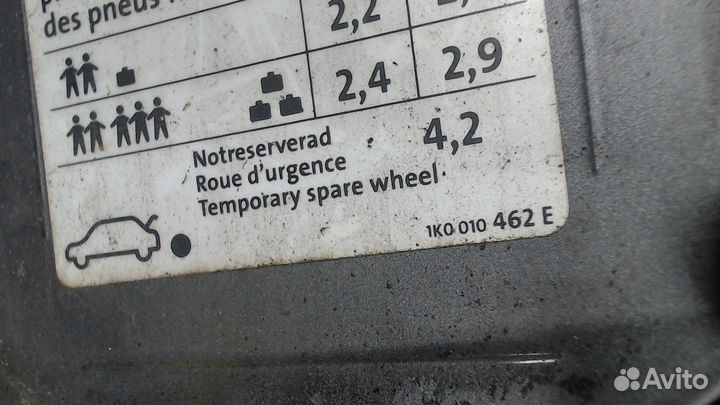 des pneus
2,2
2,4 2,9
Notreserverad 4,2
Roue d'urgence
Temporary spare wheel
1K0 010 462 E
Avito